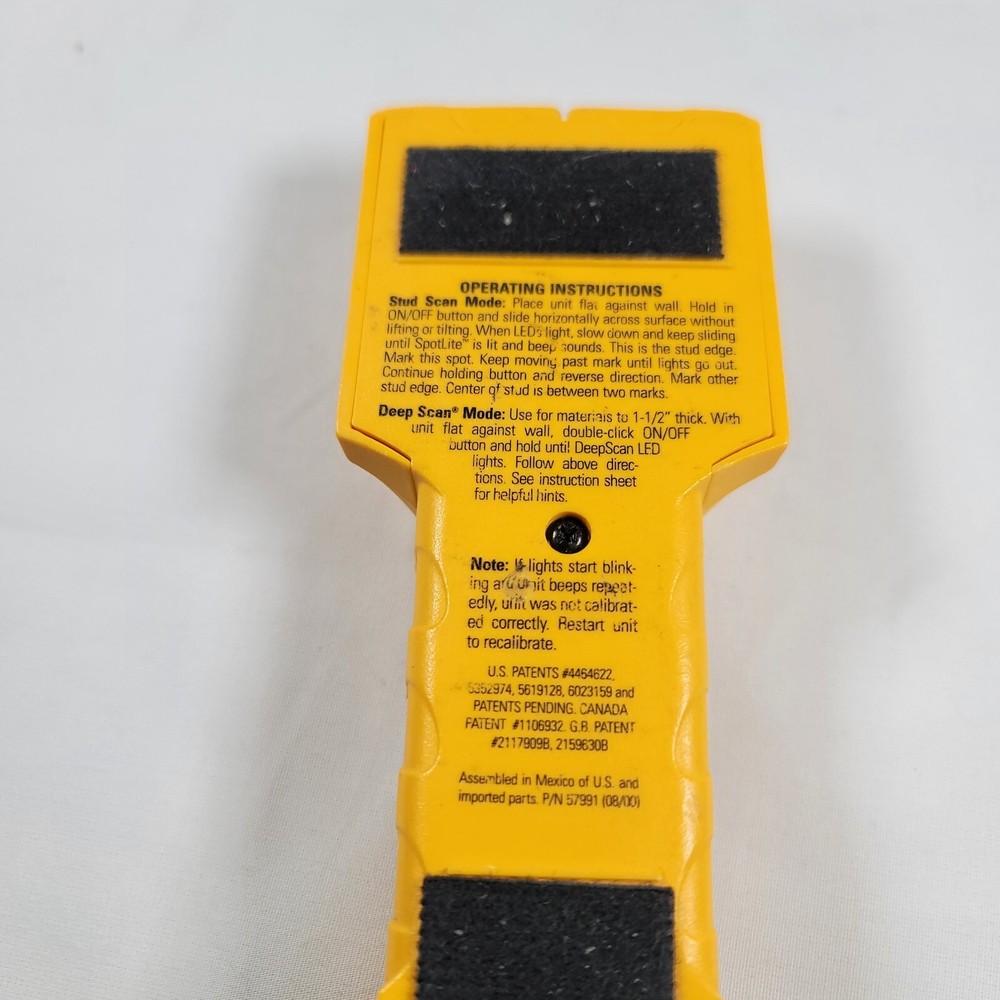 OPERATING INSTRUCTIONS
Stud Scan Mode: Place unit flat against wall. Hold in
ON/OFF button and slide horizontally across surface without
lifting or tilting. When LEDs light, slow down and keep sliding
until SpotLite™ is lit and beep sounds. This is the stud edge.
Mark this spot. Keep moving past mark until lights go out.
Continue holding button and reverse direction. Mark other
stud edge. Center of stud is between two marks.
Deep Scan® Mode: Use for materials to 1-1/2" thick. With
unit flat against wall, double-click ON/OFF
button and hold until DeepScan LED
lights. Follow above direc-
tions. See instruction sheet
for helpful hints.
Note: If lights start blink-
ing and unit beeps repeat-
edly, unit was not calibrat-
ed correctly. Restart unit
to recalibrate.
U.S. PATENTS #4464622,
5352974, 5619128, 6023159 and
PATENTS PENDING. CANADA
PATENT #1106932. G.B. PATENT
#2117909B, 2159630B
Assembled in Mexico of U.S. and
imported parts. P/N 57991 (08/00)